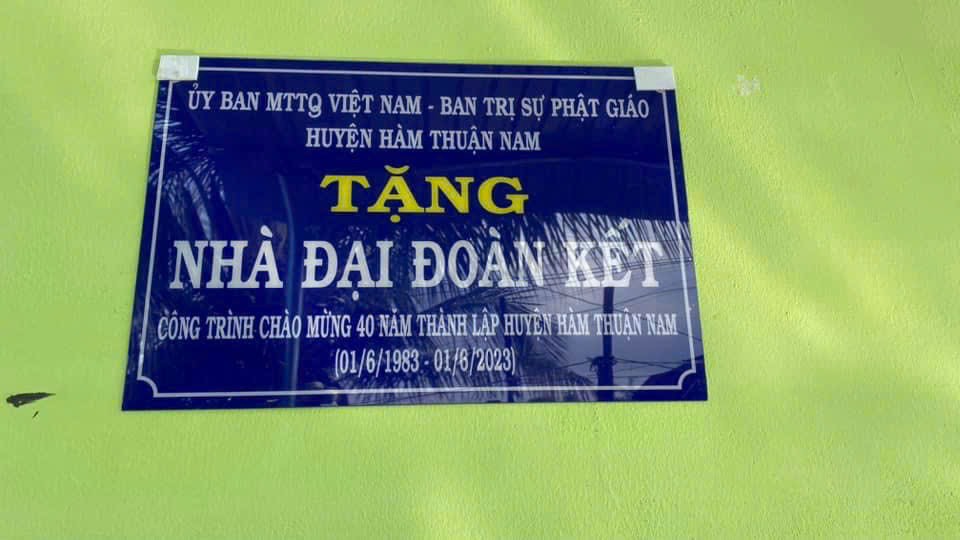 ỦY BAN MTTQ VIỆT NAM - BAN TRỊ SỰ PHẬT GIÁO
HUYỆN HÀM THUẬN NAM
TẶNG
NHÀ ĐẠI ĐOÀN KẾT
CÔNG TRÌNH CHÀO MỪNG 40 NĂM THÀNH LẬP HUYỆN HÀM THUẬN NAM
(01/6/1983 - 01/6/2023)